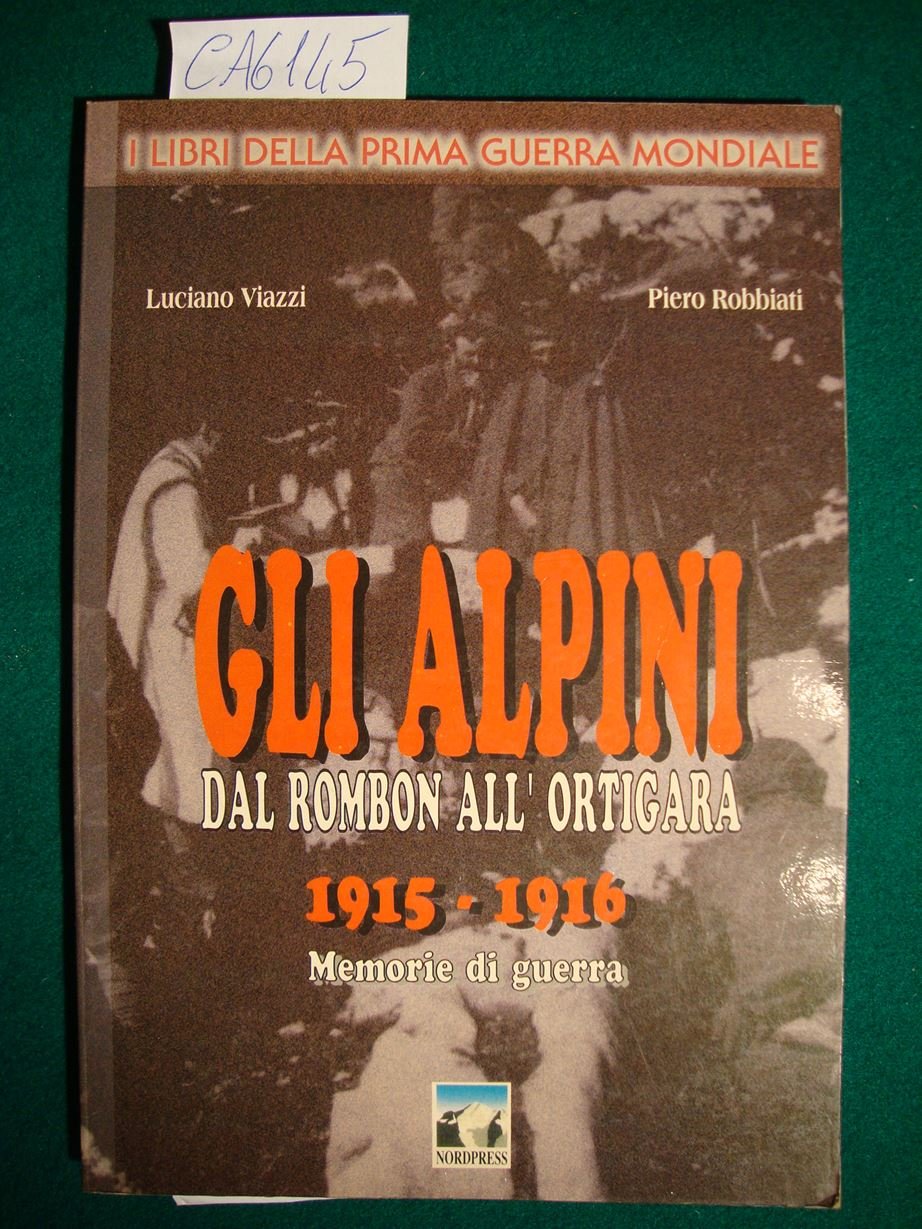 CA6145
I LIBRI DELLA PRIMA GUERRA MONDIALE
Luciano Viazzi
Piero Robbiati
GLI ALPINI
DAL ROMBON ALL' ORTIGARA
1915 - 1916
Memorie di guerra
NORDPRESS